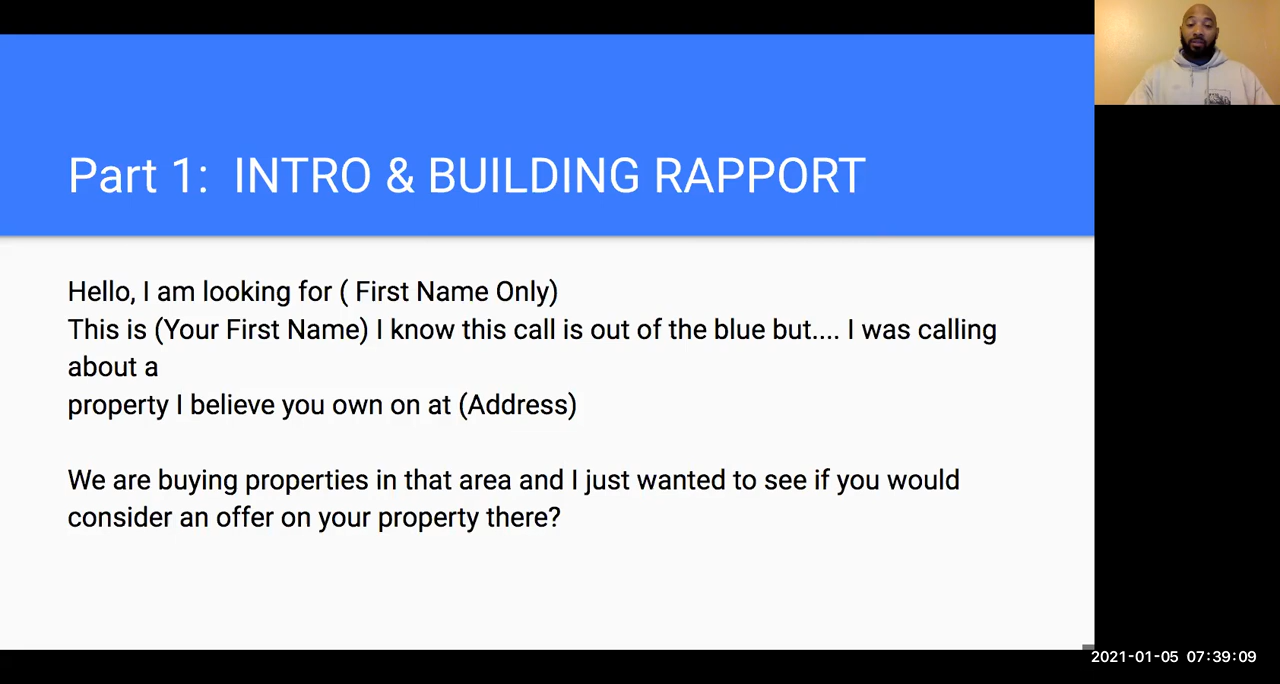 Part 1:  INTRO & BUILDING RAPPORT
Hello, I am looking for ( First Name Only)
This is (Your First Name) I know this call is out of the blue but.... I was calling
about a
property I believe you own on at (Address)
We are buying properties in that area and I just wanted to see if you would
consider an offer on your property there?
2021-01-05  07:39:09